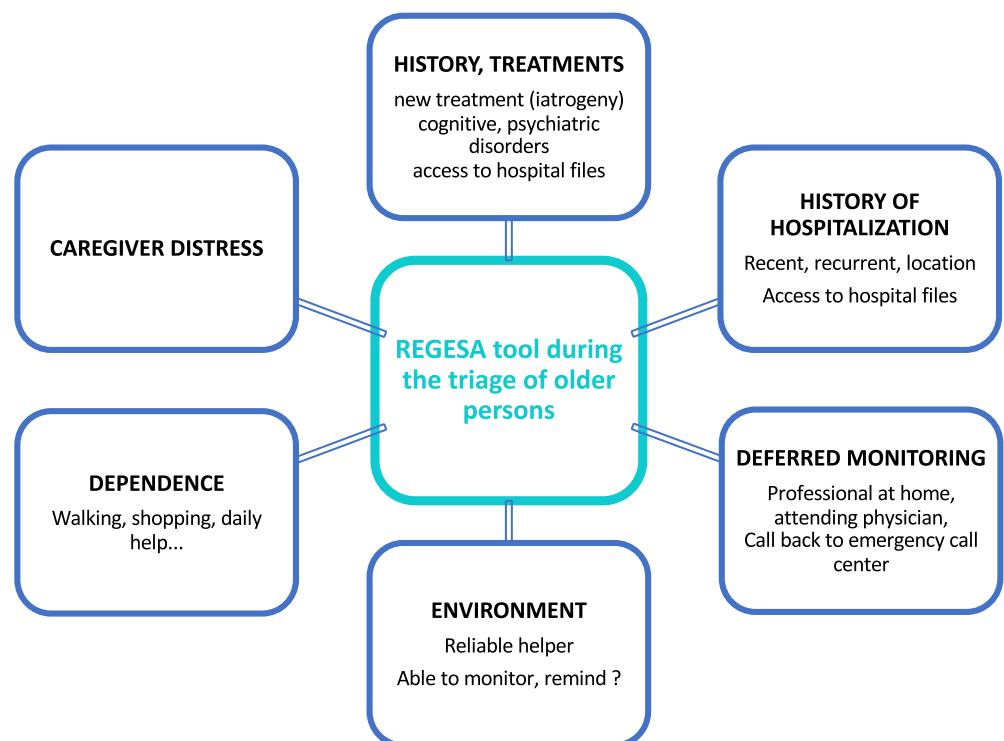 HISTORY, TREATMENTS
new treatment (iatrogeny)
cognitive, psychiatric
disorders
access to hospital files
CAREGIVER DISTRESS
HISTORY OF
HOSPITALIZATION
Recent, recurrent, location
Access to hospital files
REGESA tool during
the triage of older
persons
DEPENDENCE
Walking, shopping, daily
help...
DEFERRED MONITORING
Professional at home,
attending physician,
Call back to emergency call
center
ENVIRONMENT
Reliable helper
Able to monitor, remind ?